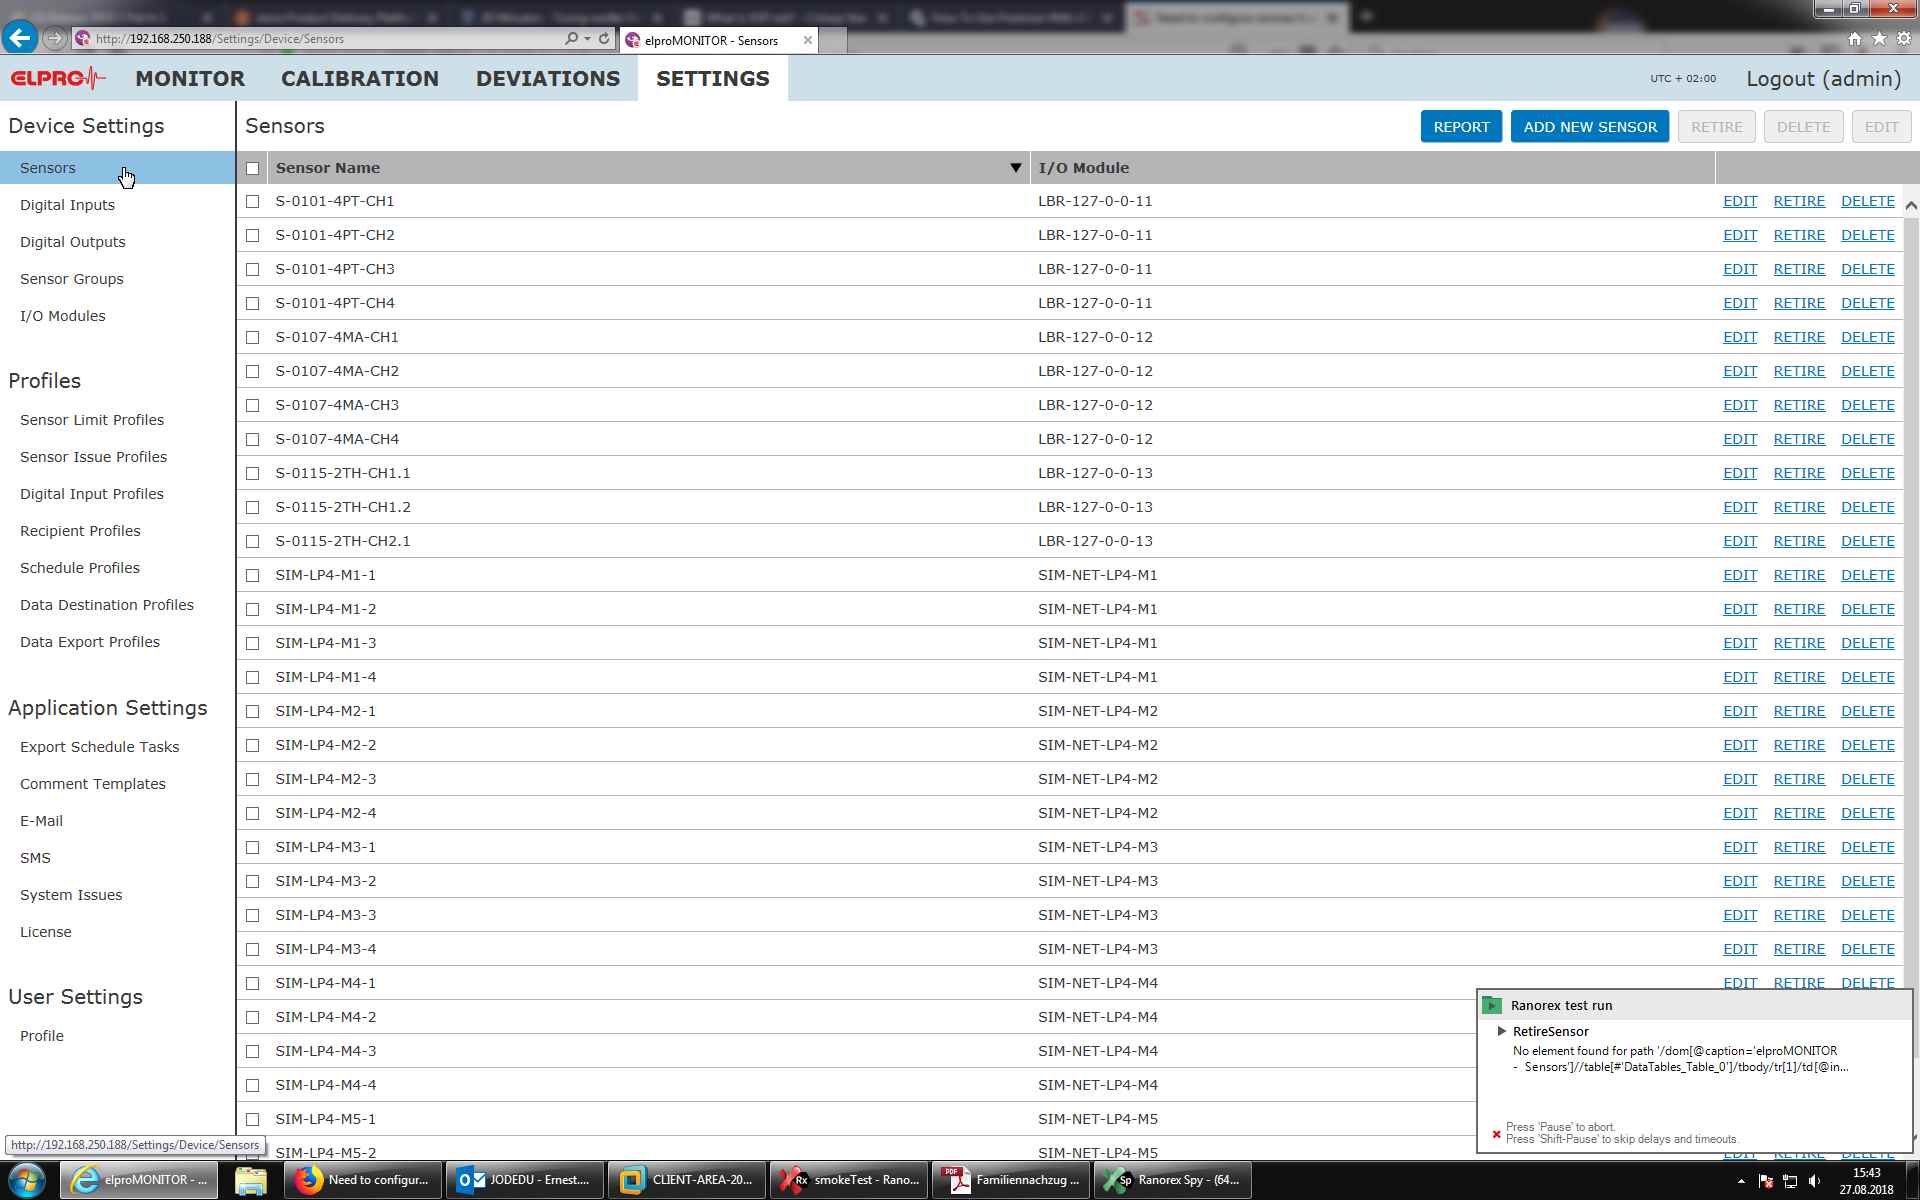 http://192.168.250.188/Settings/Device/Sensors
elproMONITOR - Sensors
ELPRO
MONITOR
CALIBRATION
DEVIATIONS
SETTINGS
UTC + 02:00
Logout (admin)
Device Settings
Sensors
Digital Inputs
Digital Outputs
Sensor Groups
I/O Modules
Profiles
Sensor Limit Profiles
Sensor Issue Profiles
Digital Input Profiles
Recipient Profiles
Schedule Profiles
Data Destination Profiles
Data Export Profiles
Application Settings
Export Schedule Tasks
Comment Templates
E-Mail
SMS
System Issues
License
User Settings
Profile
http://192.168.250.188/Settings/Device/Sensors
Sensors
REPORT ADD NEW SENSOR RETIRE DELETE EDIT
Sensor Name I/O Module
S-0101-4PT-CH1 LBR-127-0-0-11 EDIT RETIRE DELETE
S-0101-4PT-CH2 LBR-127-0-0-11 EDIT RETIRE DELETE
S-0101-4PT-CH3 LBR-127-0-0-11 EDIT RETIRE DELETE
S-0101-4PT-CH4 LBR-127-0-0-11 EDIT RETIRE DELETE
S-0107-4MA-CH1 LBR-127-0-0-12 EDIT RETIRE DELETE
S-0107-4MA-CH2 LBR-127-0-0-12 EDIT RETIRE DELETE
S-0107-4MA-CH3 LBR-127-0-0-12 EDIT RETIRE DELETE
S-0107-4MA-CH4 LBR-127-0-0-12 EDIT RETIRE DELETE
S-0115-2TH-CH1.1 LBR-127-0-0-13 EDIT RETIRE DELETE
S-0115-2TH-CH1.2 LBR-127-0-0-13 EDIT RETIRE DELETE
S-0115-2TH-CH2.1 LBR-127-0-0-13 EDIT RETIRE DELETE
SIM-LP4-M1-1 SIM-NET-LP4-M1 EDIT RETIRE DELETE
SIM-LP4-M1-2 SIM-NET-LP4-M1 EDIT RETIRE DELETE
SIM-LP4-M1-3 SIM-NET-LP4-M1 EDIT RETIRE DELETE
SIM-LP4-M1-4 SIM-NET-LP4-M1 EDIT RETIRE DELETE
SIM-LP4-M2-1 SIM-NET-LP4-M2 EDIT RETIRE DELETE
SIM-LP4-M2-2 SIM-NET-LP4-M2 EDIT RETIRE DELETE
SIM-LP4-M2-3 SIM-NET-LP4-M2 EDIT RETIRE DELETE
SIM-LP4-M2-4 SIM-NET-LP4-M2 EDIT RETIRE DELETE
SIM-LP4-M3-1 SIM-NET-LP4-M3 EDIT RETIRE DELETE
SIM-LP4-M3-2 SIM-NET-LP4-M3 EDIT RETIRE DELETE
SIM-LP4-M3-3 SIM-NET-LP4-M3 EDIT RETIRE DELETE
SIM-LP4-M3-4 SIM-NET-LP4-M3 EDIT RETIRE DELETE
SIM-LP4-M4-1 SIM-NET-LP4-M4 EDIT RETIRE DELETE
SIM-LP4-M4-2 SIM-NET-LP4-M4
SIM-LP4-M4-3 SIM-NET-LP4-M4
SIM-LP4-M4-4 SIM-NET-LP4-M4
SIM-LP4-M5-1 SIM-NET-LP4-M5
SIM-LP4-M5-2 SIM-NET-LP4-M5 EDIT RETIRE DELETE
Ranorex test run
RetireSensor
No element found for path '/dom[@caption='elproMONITOR
- Sensors']//table[#'DataTables_Table_0']/tbody/tr[1]/td[@in...
Press 'Pause' to abort.
Press 'Shift-Pause' to skip delays and timeouts.
elproMONITOR - ...
Need to configur...
JODEDU - Ernest....
CLIENT-AREA-20...
smokeTest - Rano...
Familiennachzug ...
Ranorex Spy - (64...
15:43
27.08.2018